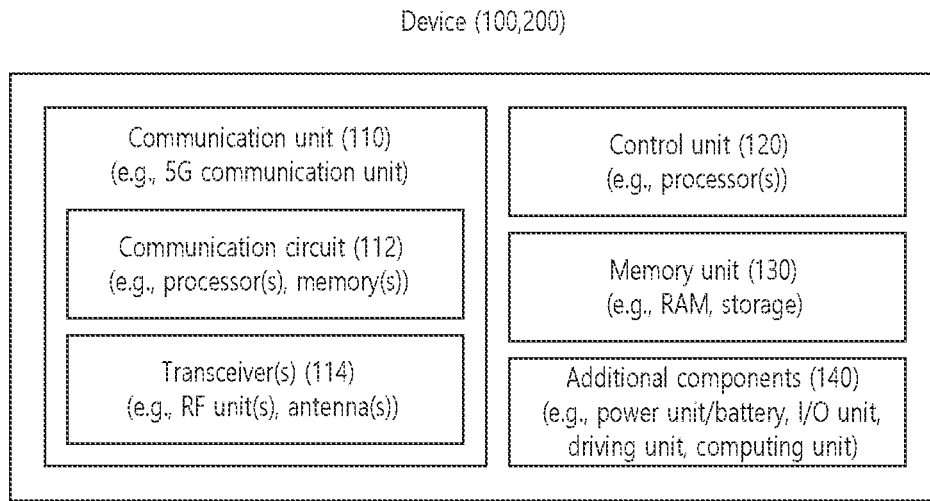 Device (100,200)
Communication unit (110)
(e.g., 5G communication unit)
Communication circuit (112)
(e.g., processor(s), memory(s))
Transceiver(s) (114)
(e.g., RF unit(s), antenna(s))
Control unit (120)
(e.g., processor(s))
Memory unit (130)
(e.g., RAM, storage)
Additional components (140)
(e.g., power unit/battery, I/O unit,
driving unit, computing unit)